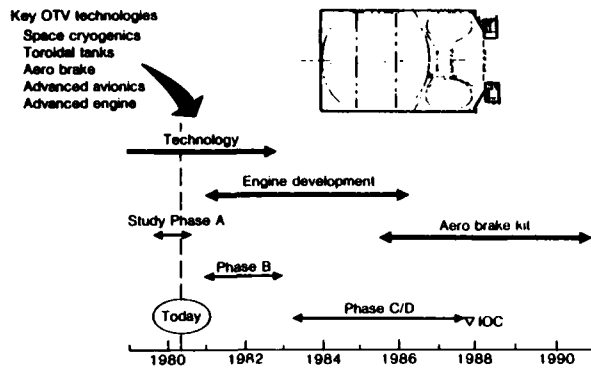 Key OTV technologies
Space cryogenics
Toroidal tanks
Aero brake
Advanced avionics
Advanced engine
Technology
Engine development
Study Phase A
Aero brake kit
Phase B
Today
Phase C/D
IOC
1980 1982 1984 1986 1988 1990